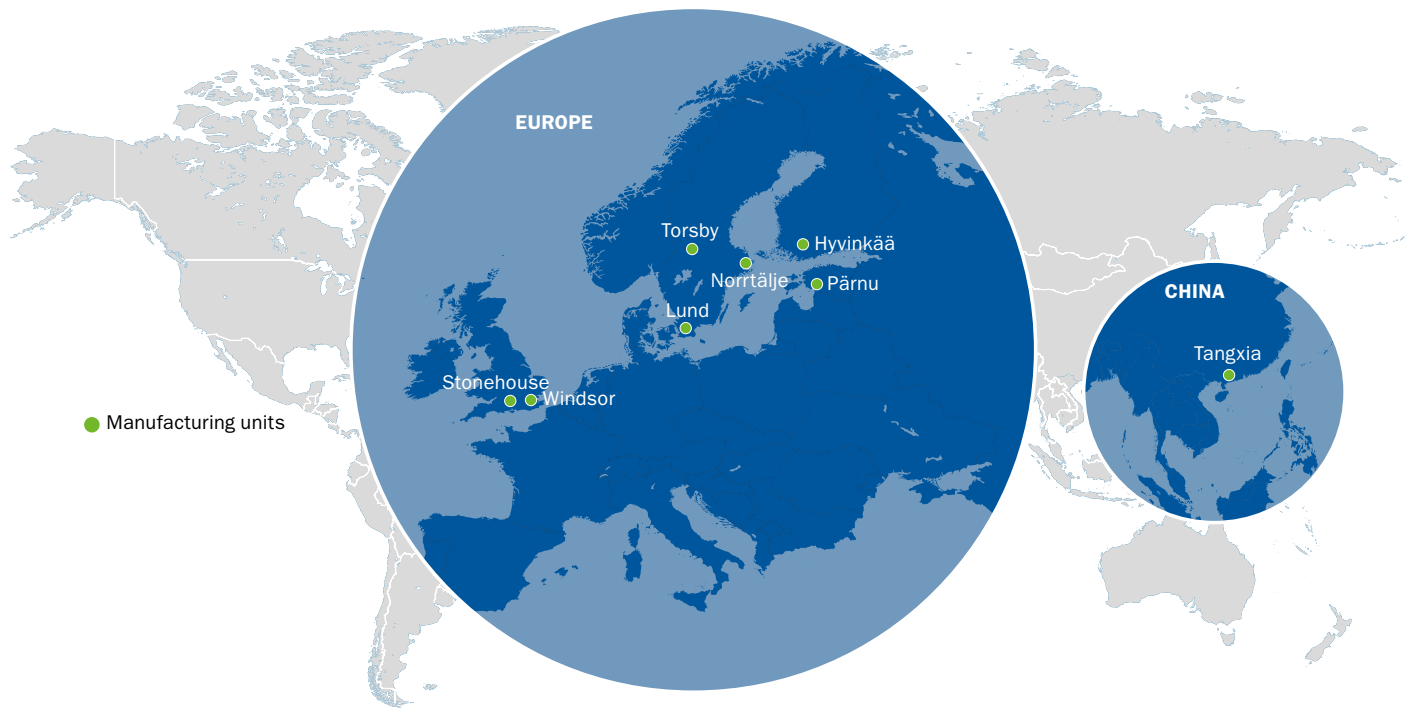 EUROPE
Torsby
Hyvinkää
Norrtälje
Pärnu
Lund
Stonehouse
Windsor
CHINA
Tangxia
Manufacturing units